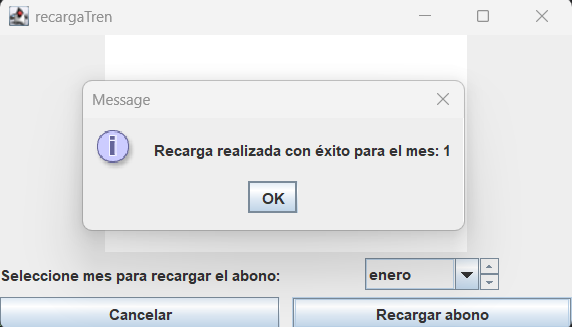 recargaTren
Message
Recarga realizada con éxito para el mes: 1
OK
Seleccione mes para recargar el abono:
enero
Cancelar
Recargar abono